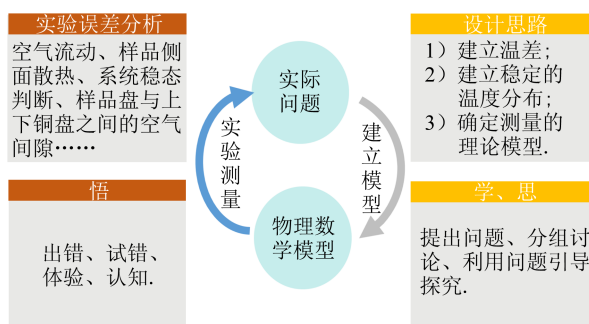 实验误差分析
空气流动、样品侧
面散热、系统稳态
判断、样品盘与上
下铜盘之间的空气
间隙……
悟
出错、试错、
体验、认知.
实际
问题
实验测量
建立模型
物理数
学模型
设计思路
1）建立温差;
2）建立稳定的
温度分布;
3）确定测量的
理论模型.
学、思
提出问题、分组讨
论、利用问题引导
探究.